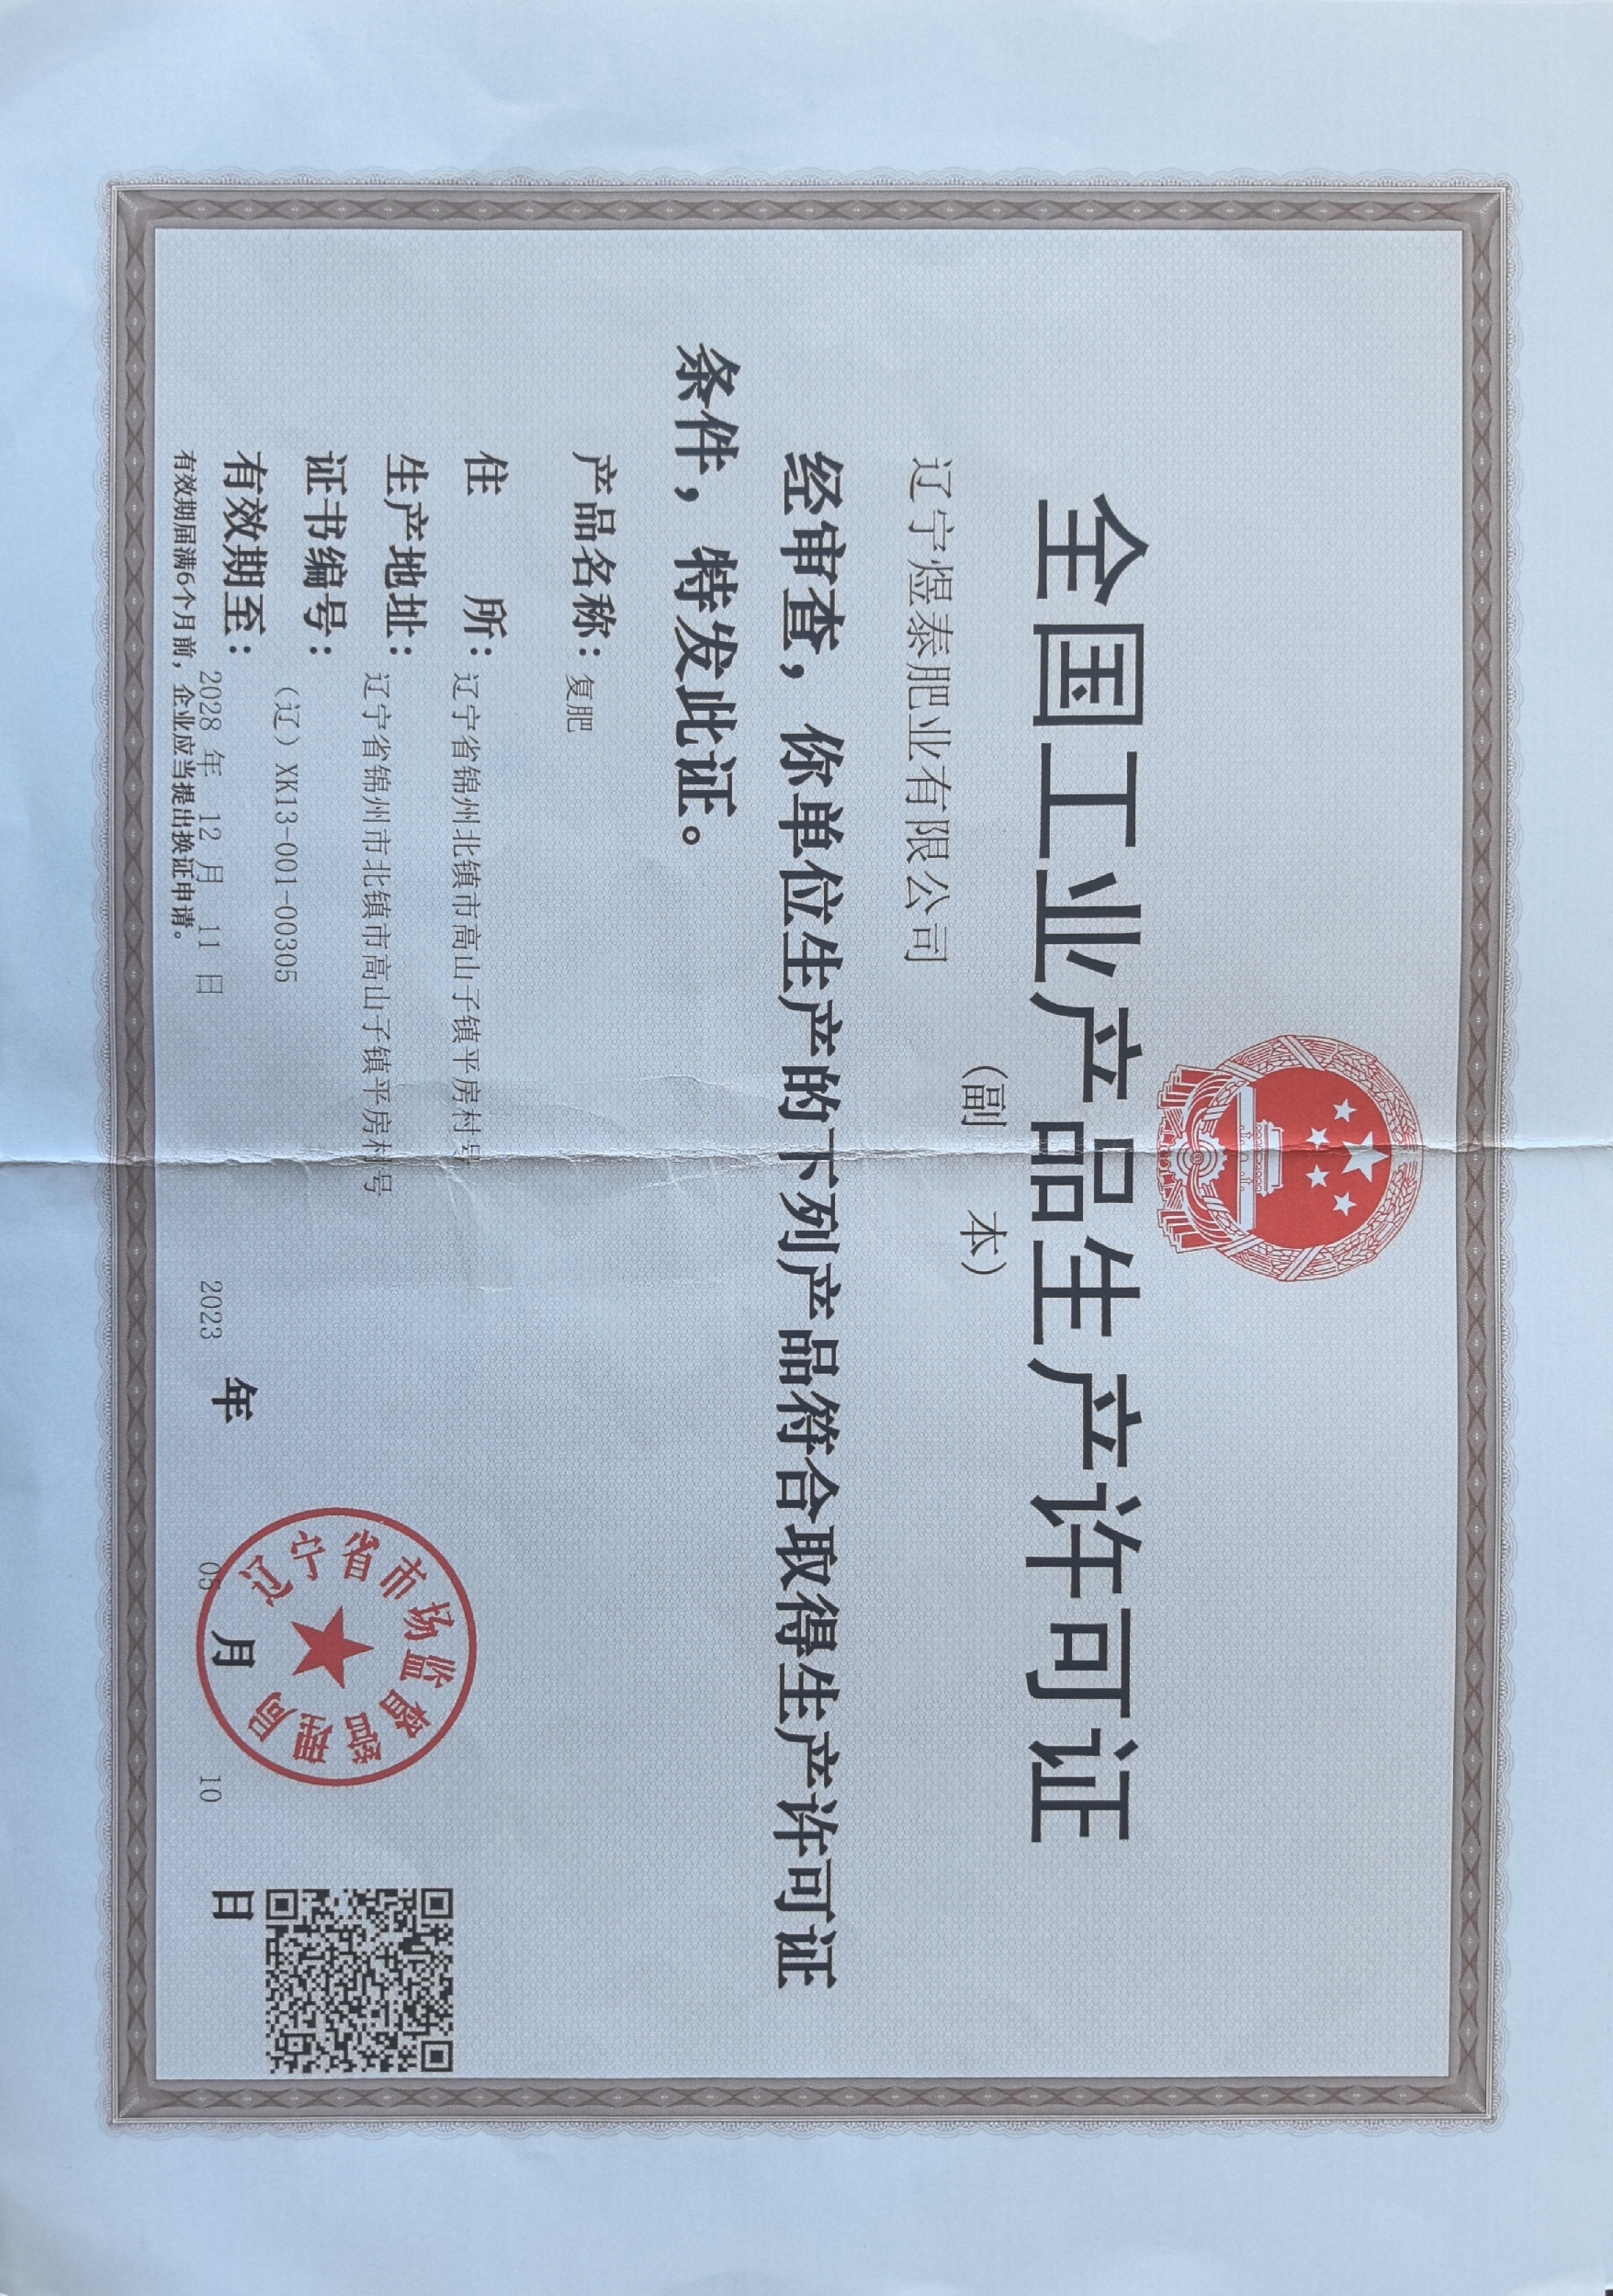 全国工业产品生产许可证
(副 本)
辽宁煜泰肥业有限公司
经审查，你单位生产的下列产品符合取得生产许可证
条件，特发此证。
产品名称：复肥
住 所：辽宁省锦州北镇市高山子镇平房村号
生产地址：辽宁省锦州市北镇市高山子镇平房村号
证书编号：（辽）XK13-001-00305
有效期至：2028 年 12 月 11 日
有效期届满6个月前，企业应当提出换证申请。
辽宁省市场监督管理局
2023 年 05 月 10 日